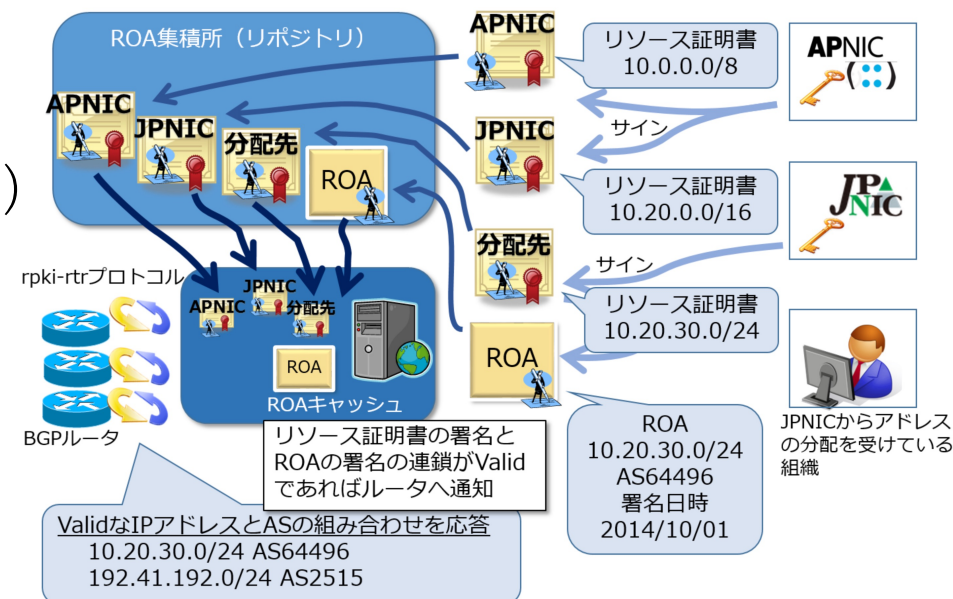 ROA集積所（リポジトリ）
APNIC
JPNIC
分配先
ROA
APNIC
リソース証明書
10.0.0.0/8
APNIC
サイン
JPNIC
リソース証明書
10.20.0.0/16
JPNIC
分配先
サイン
リソース証明書
10.20.30.0/24
ROA
ROA
10.20.30.0/24
AS64496
署名日時
2014/10/01
JPNICからアドレス
の分配を受けている
組織
)
rpki-rtrプロトコル
BGPルータ
APNIC
JPNIC
分配先
ROA
ROAキャッシュ
リソース証明書の署名と
ROAの署名の連鎖がValid
であればルータへ通知
ValidなIPアドレスとASの組み合わせを応答
10.20.30.0/24 AS64496
192.41.192.0/24 AS2515